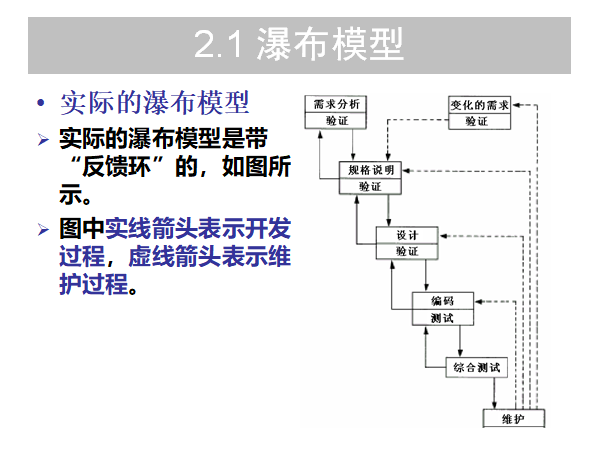 2.1 瀑布模型
• 实际的瀑布模型
➢ 实际的瀑布模型是带
“反馈环”的，如图所
示。
➢ 图中实线箭头表示开发
过程，虚线箭头表示维
护过程。
需求分析
验证
变化的需求
验证
规格说明
验证
设计
验证
编码
测试
综合测试
维护